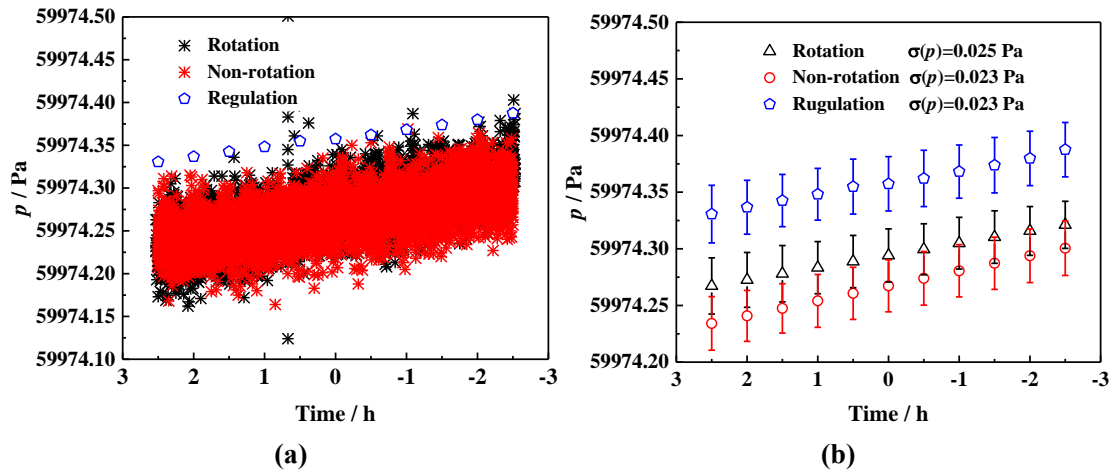 59974.50
59974.45
59974.40
59974.35
59974.30
59974.25
59974.20
59974.15
59974.10
p / Pa
Rotation
Non-rotation
Regulation
3 2 1 0 -1 -2 -3
Time / h
(a)
59974.50
59974.45
59974.40
59974.35
59974.30
59974.25
59974.20
p / Pa
Rotation σ(p)=0.025 Pa
Non-rotation σ(p)=0.023 Pa
Rugulation σ(p)=0.023 Pa
3 2 1 0 -1 -2 -3
Time / h
(b)